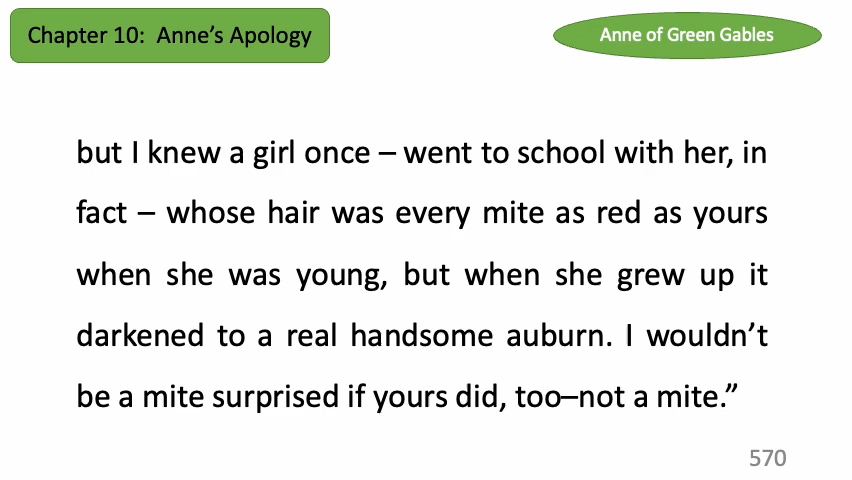 Chapter 10: Anne’s Apology
Anne of Green Gables
but I knew a girl once – went to school with her, in
fact – whose hair was every mite as red as yours
when she was young, but when she grew up it
darkened to a real handsome auburn. I wouldn’t
be a mite surprised if yours did, too–not a mite.”
570